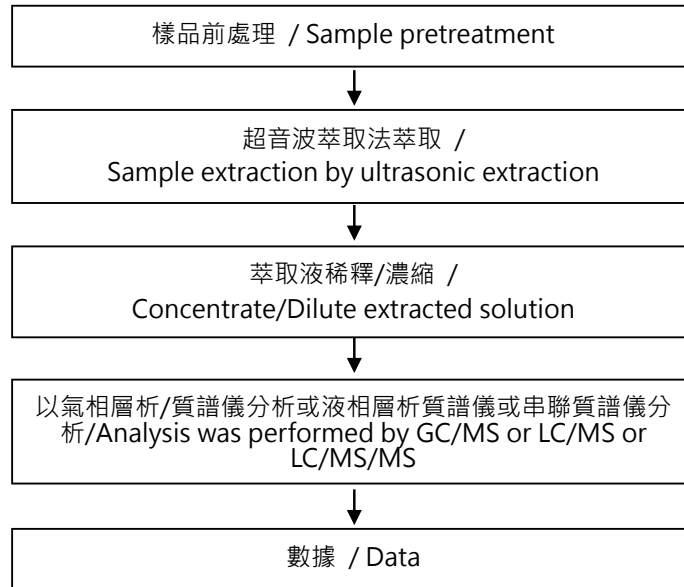 樣品前處理 / Sample pretreatment
超音波萃取法萃取 /
Sample extraction by ultrasonic extraction
萃取液稀釋/濃縮 /
Concentrate/Dilute extracted solution
以氣相層析/質譜儀分析或液相層析質譜儀或串聯質譜儀分
析/Analysis was performed by GC/MS or LC/MS or
LC/MS/MS
數據 / Data